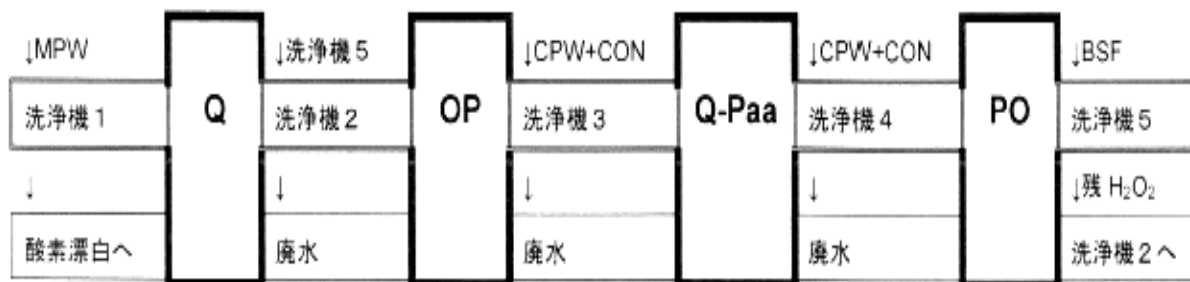 ↓MPW ↓洗浄機5 ↓CPW+CON ↓CPW+CON ↓BSF
洗浄機1 Q 洗浄機2 OP 洗浄機3 Q-Paa 洗浄機4 PO 洗浄機5
↓ ↓ ↓ ↓ ↓残 H₂O₂
酸素漂白へ 廃水 廃水 廃水 洗浄機2へ